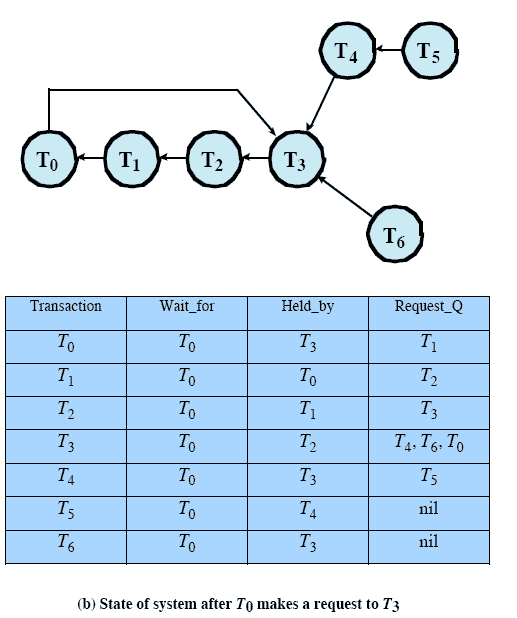 T4 T5
T0 T1 T2 T3
T6
Transaction Wait_for Held_by Request_Q
T0 T0 T3 T1
T1 T0 T0 T2
T2 T0 T1 T3
T3 T0 T2 T4, T6, T0
T4 T0 T3 T5
T5 T0 T4 nil
T6 T0 T3 nil
(b) State of system after T0 makes a request to T3